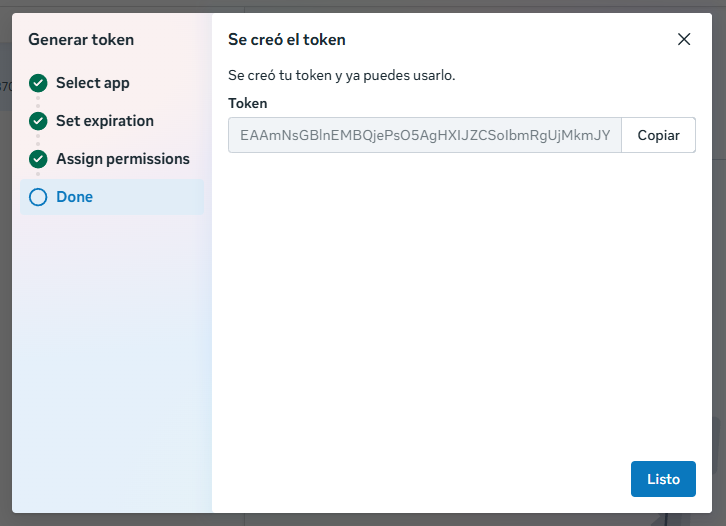 Generar token
Select app
Set expiration
Assign permissions
Done
Se creó el token
Se creó tu token y ya puedes usarlo.
Token
EAAmNsGBlnEMBQjePsO5AgHXIJZCSoIbmRgUjMkmJY
Copiar
Listo